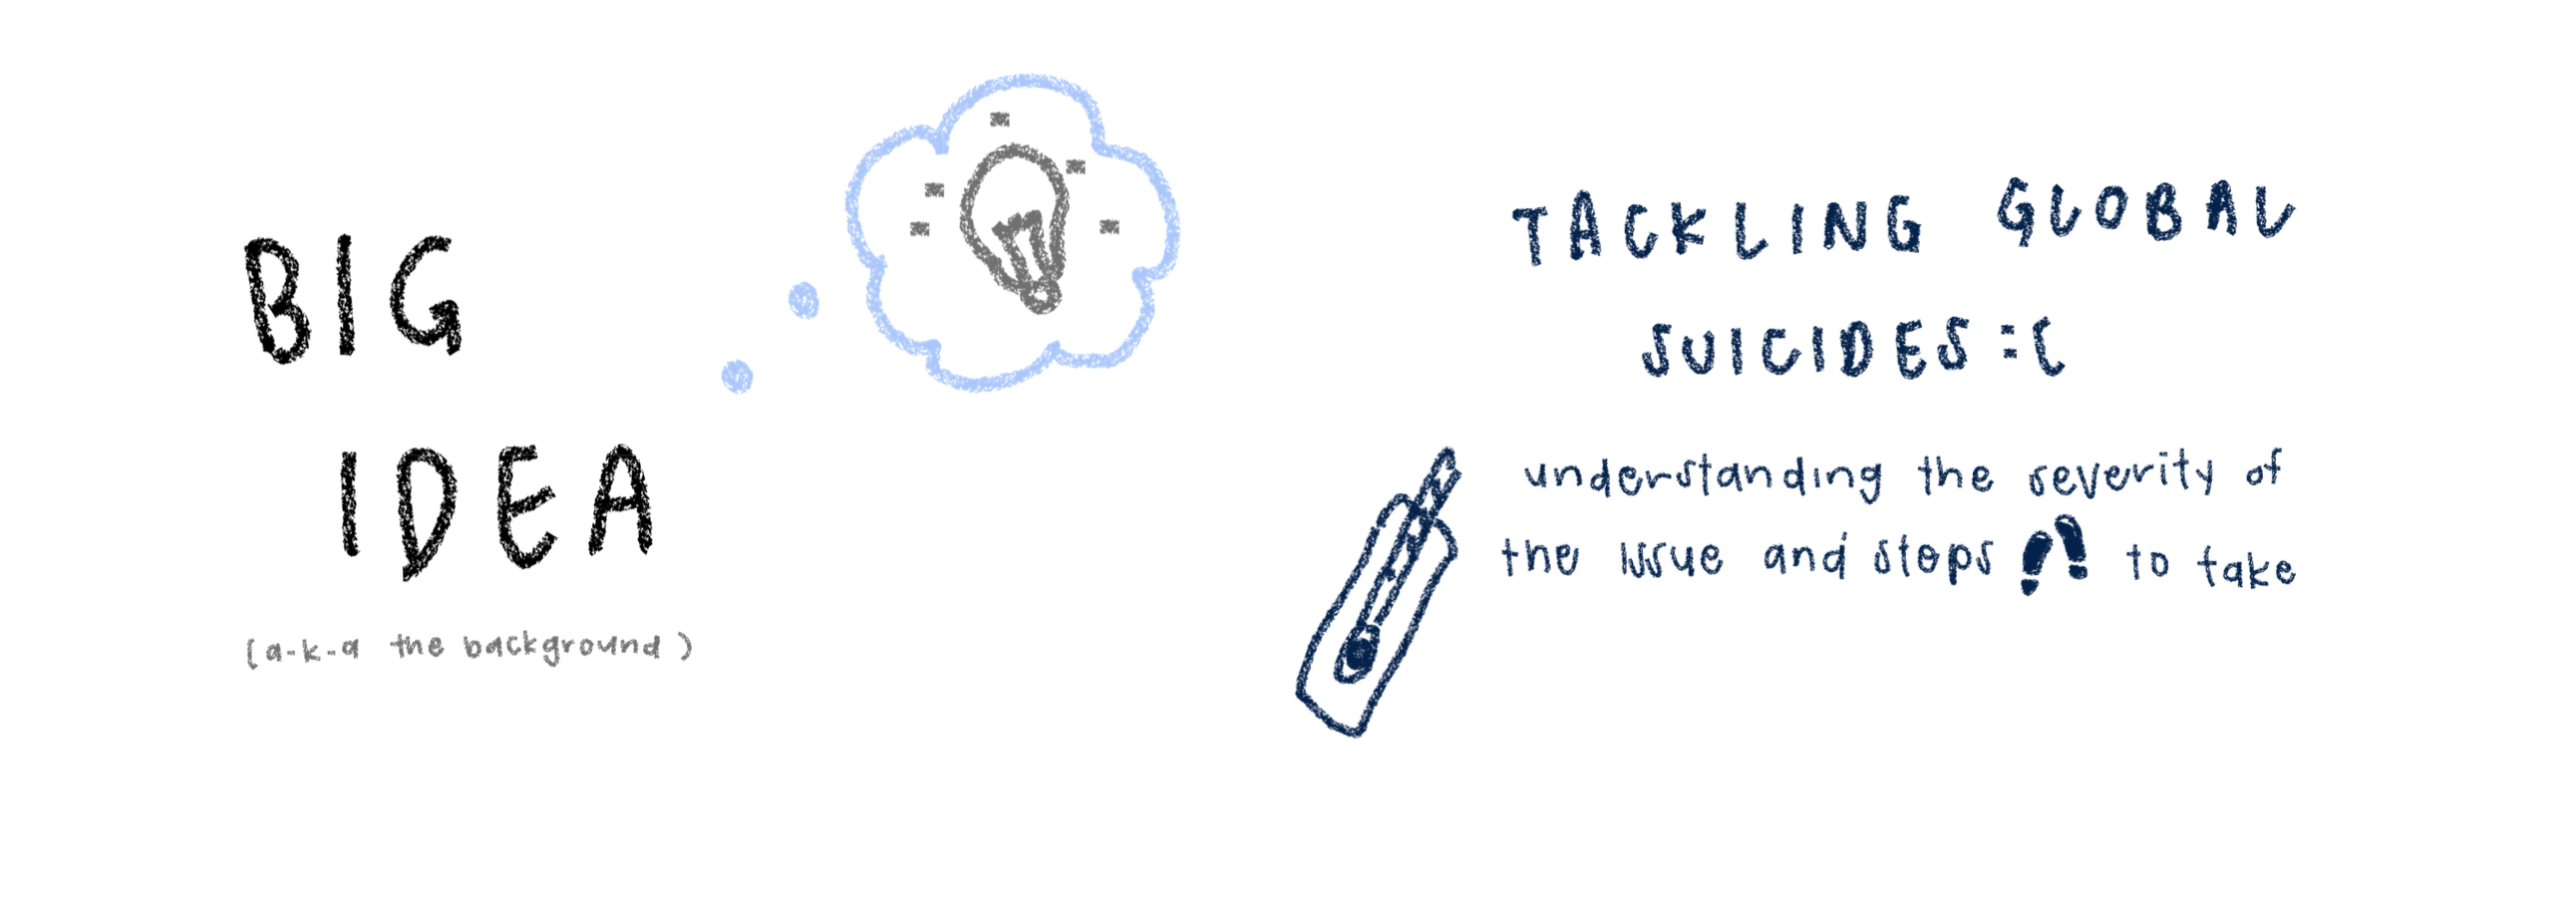 BIG
IDEA
(a-k-a the background)
TACKLING GLOBAL
SUICIDES :(
understanding the severity of
the issue and steps to take